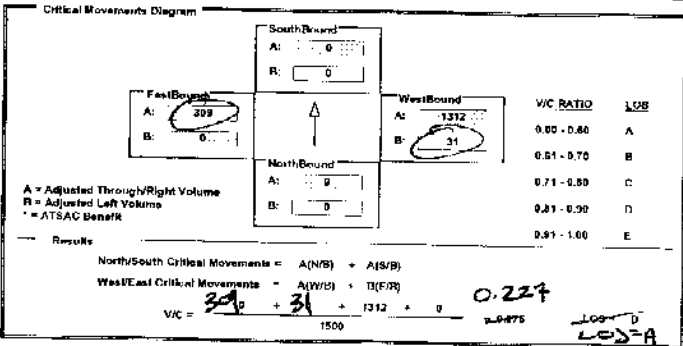 Critical Movements Diagram
SouthBound
A: 0
B: 0
EastBound
A: 309
B: 0
WestBound
A: 1312
B: 31
NorthBound
A: 0
B: 0
V/C RATIO LOS
0.00 - 0.60 A
0.61 - 0.70 B
0.71 - 0.80 C
0.81 - 0.90 D
0.91 - 1.00 E
A = Adjusted Through/Right Volume
B = Adjusted Left Volume
* = ATSAC Benefit
Results
North/South Critical Movements = A(N/B) + A(S/B)
West/East Critical Movements = A(W/B) + B(E/B)
V/C = 309 + 31 + 1312 + 0
1500
0.227
0.875
LOS = D
LOS=A